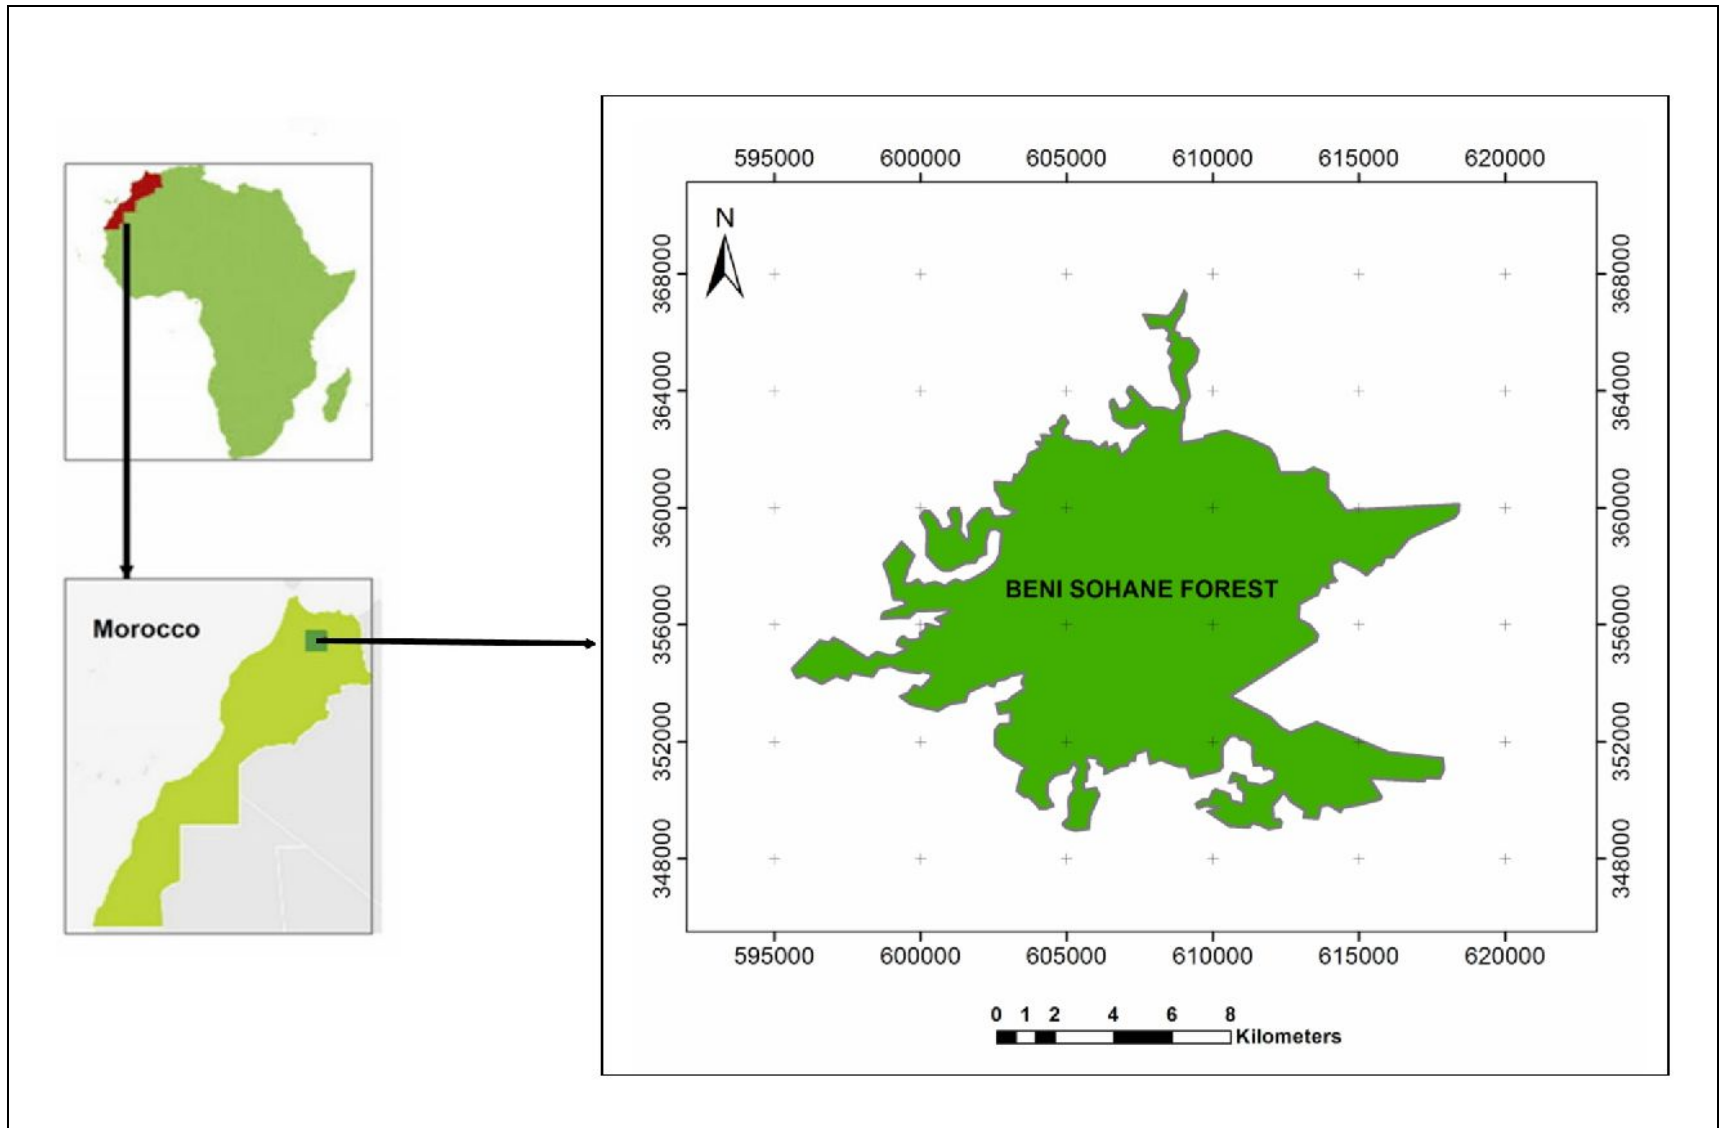 Morocco
595000 600000 605000 610000 615000 620000
N
368000 368000
364000 364000
360000 360000
BENI SOHANE FOREST
356000 356000
352000 352000
348000 348000
595000 600000 605000 610000 615000 620000
0 1 2 4 6 8
Kilometers